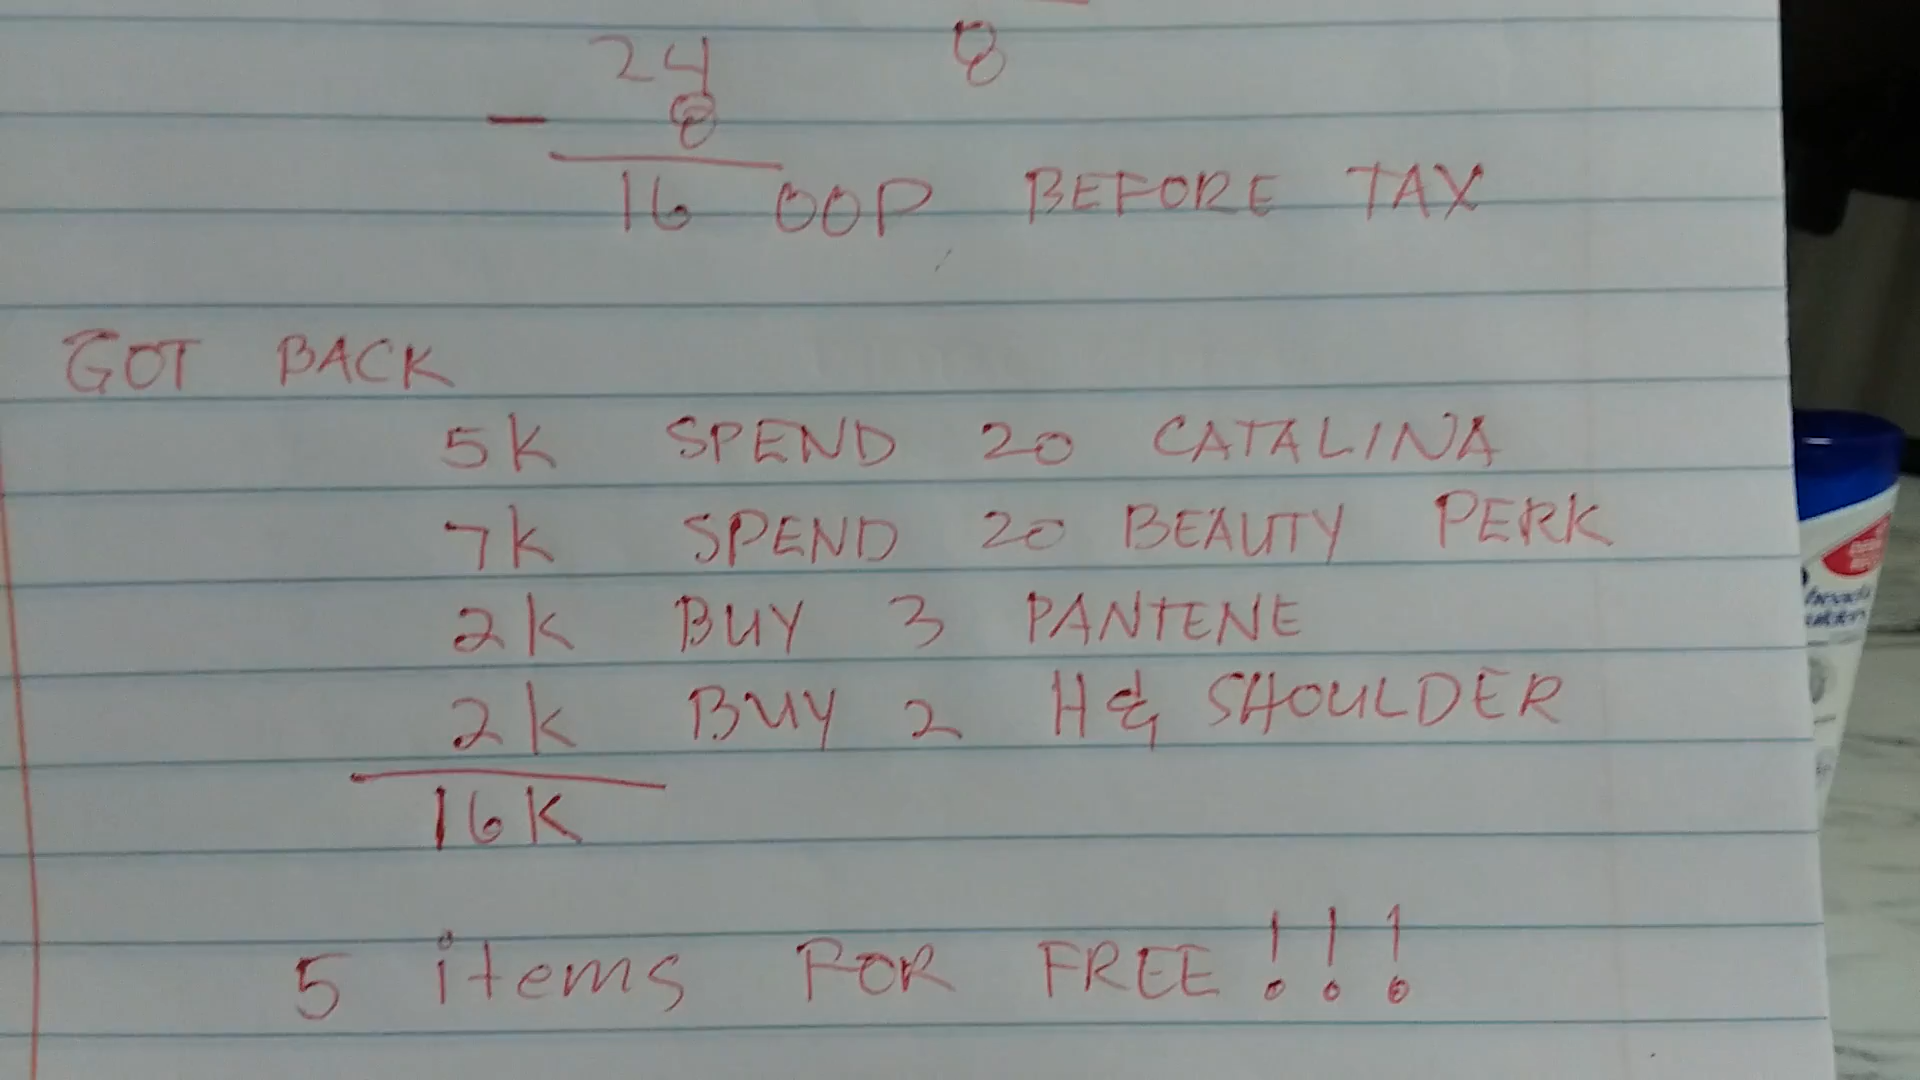 24 8
- 8
16 OOP BEFORE TAX
GOT BACK
5K SPEND 20 CATALINA
7K SPEND 20 BEAUTY PERK
2K BUY 3 PANTENE
2K BUY 2 H& SHOULDER
16K
5 items FOR FREE!!!